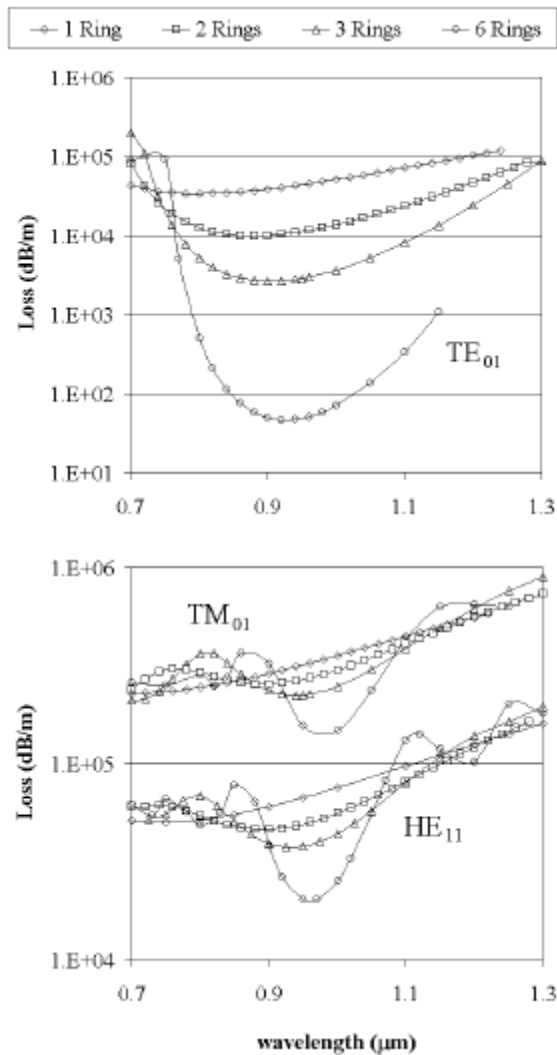 1 Ring 2 Rings 3 Rings 6 Rings
1.E+06
1.E+05
1.E+04
1.E+03
1.E+02
1.E+01
Loss (dB/m)
TE01
0.7 0.9 1.1 1.3
1.E+06
1.E+05
1.E+04
Loss (dB/m)
TM01
HE11
0.7 0.9 1.1 1.3
wavelength (μm)